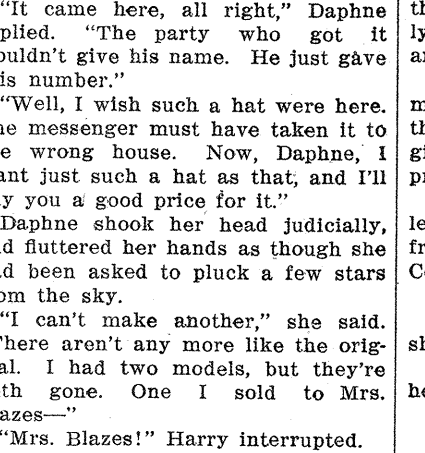 "It came here, all right," Daphne
plied. "The party who got it
ouldn't give his name. He just gave
is number."
"Well, I wish such a hat were here.
he messenger must have taken it to
e wrong house. Now, Daphne, I
ant just such a hat as that, and I'll
y you a good price for it."
Daphne shook her head judicially,
d fluttered her hands as though she
d been asked to pluck a few stars
om the sky.
"I can't make another," she said.
There aren't any more like the orig-
al. I had two models, but they're
th gone. One I sold to Mrs.
azes—"
"Mrs. Blazes!" Harry interrupted.